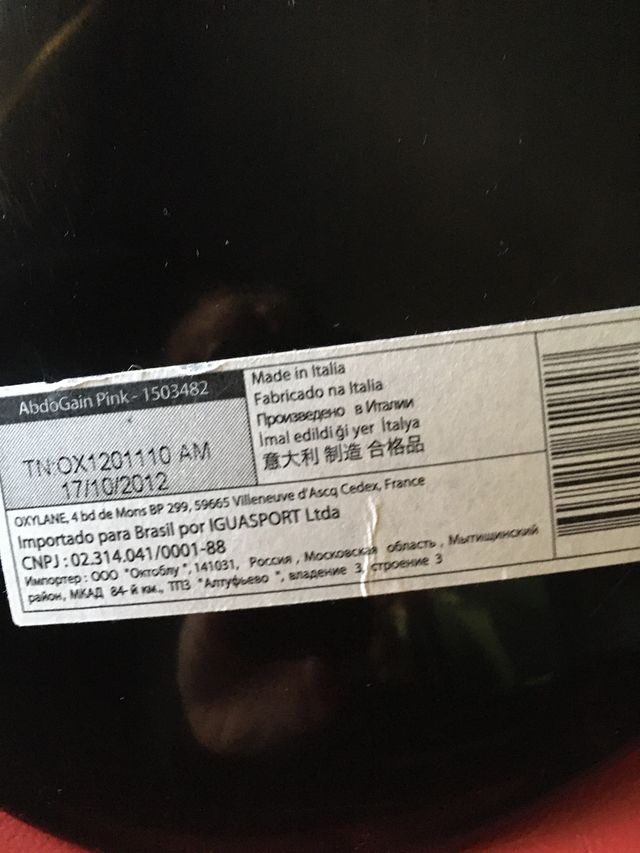 AbdoGain Pink - 1503482
TN:OX1201110 AM
17/10/2012
Made in Italia
Fabricado na Italia
Произведено в Италии
İmal edildiği yer İtalya
意大利 制造 合格品
OXYLANE, 4 bd de Mons BP 299, 59665 Villeneuve d'Ascq Cedex, France
Importado para Brasil por IGUASPORT Ltda
CNPJ : 02.314.041/0001-88
Импортер : ООО "Октоблу", 141031, Россия , Московская область , Мытищинский
район, МКАД 84-й км., ТПЗ "Алтуфьево ", владение 3, строение 3